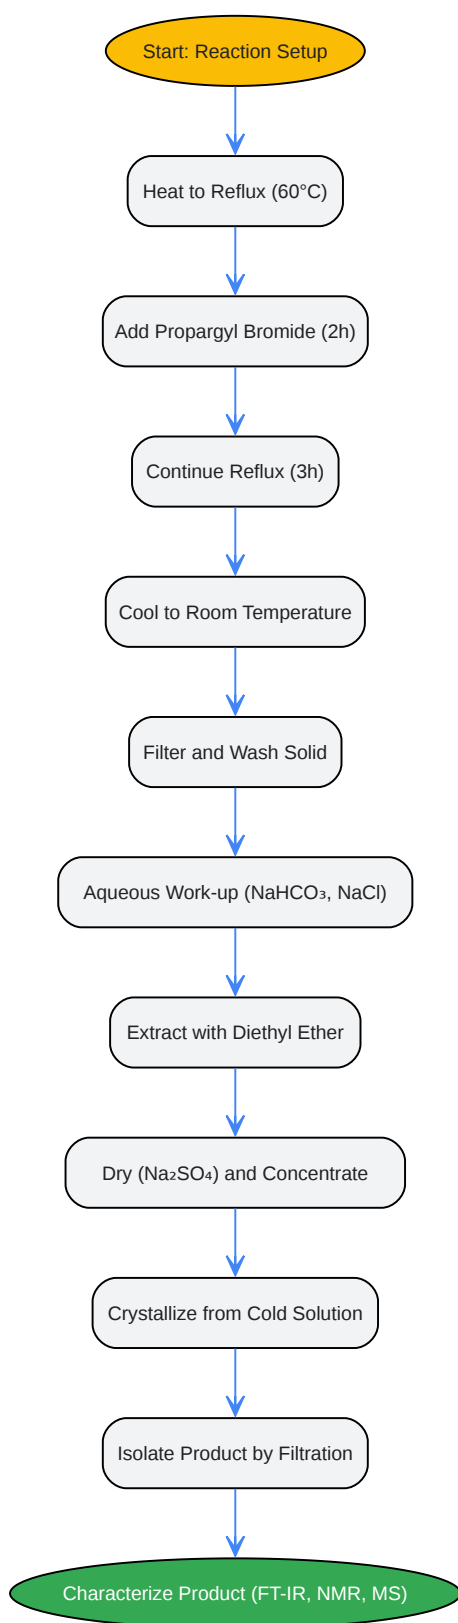 Start: Reaction Setup
Heat to Reflux (60°C)
Add Propargyl Bromide (2h)
Continue Reflux (3h)
Cool to Room Temperature
Filter and Wash Solid
Aqueous Work-up (NaHCO₃, NaCl)
Extract with Diethyl Ether
Dry (Na₂SO₄) and Concentrate
Crystallize from Cold Solution
Isolate Product by Filtration
Characterize Product (FT-IR, NMR, MS)